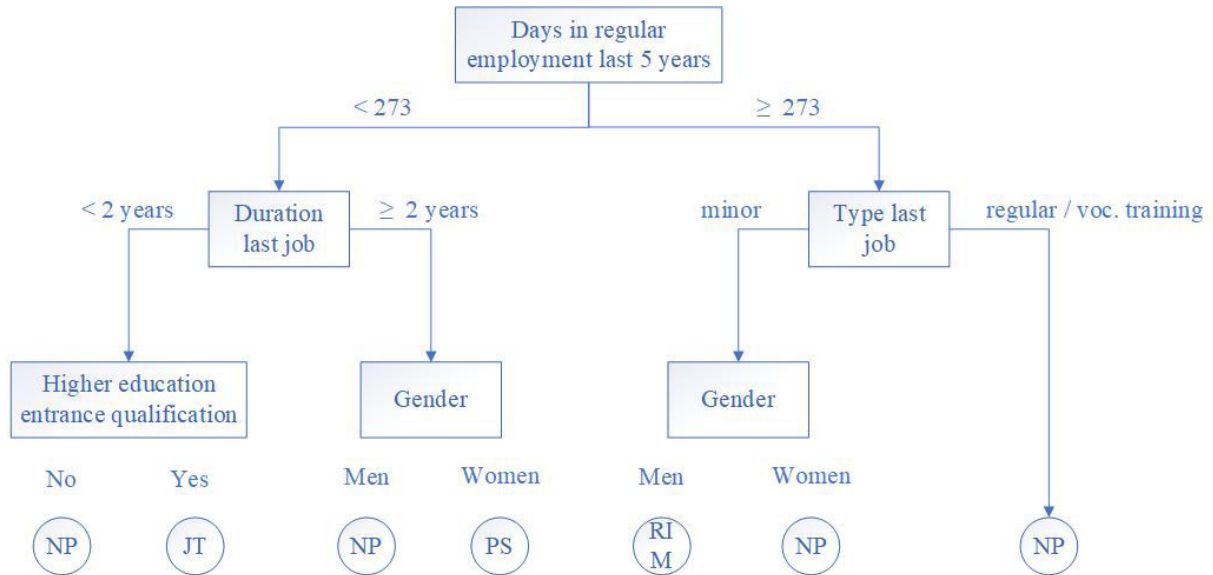 Days in regular
employment last 5 years
< 273
≥ 273
< 2 years
Duration
last job
≥ 2 years
minor
Type last
job
regular / voc. training
Higher education
entrance qualification
Gender
Gender
No
Yes
Men
Women
Men
Women
NP
JT
NP
PS
RI
M
NP
NP